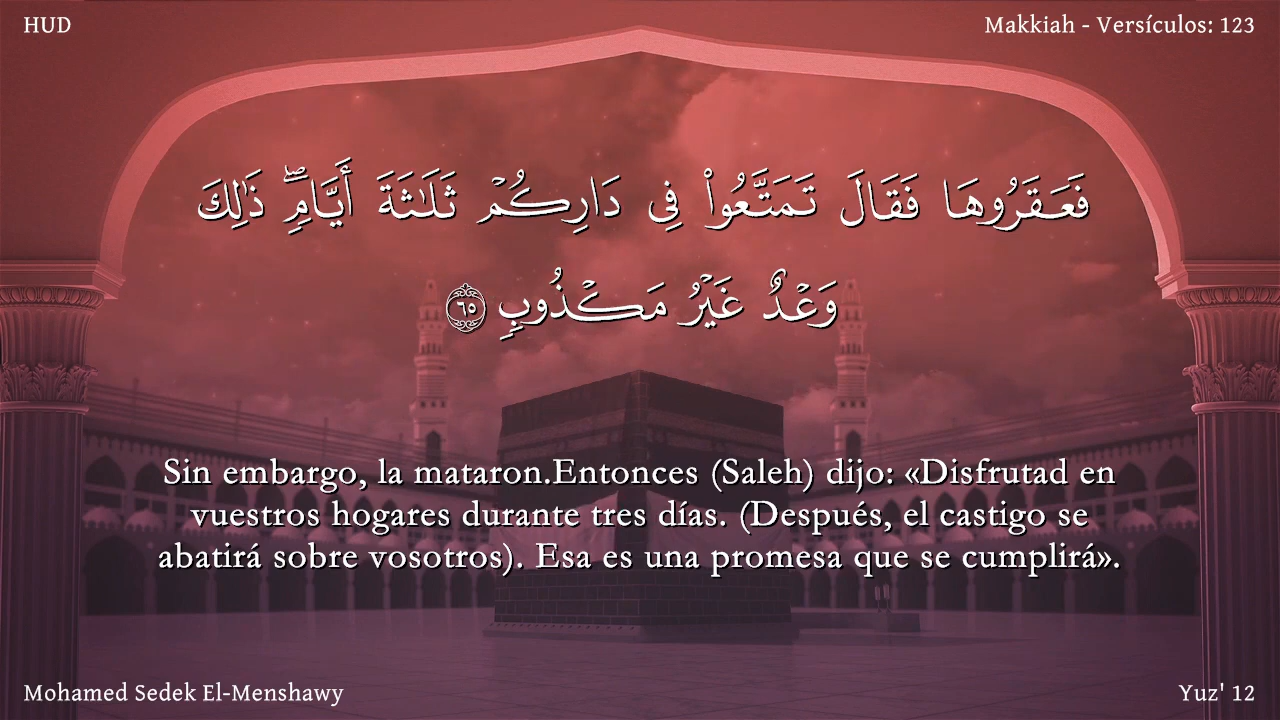 HUD
Makkiah - Versículos: 123
فَعَقَرُوهَا فَقَالَ تَمَتَّعُوا۟ فِى دَارِكُمْ ثَلَـٰثَةَ أَيَّامٍۢ ۖ ذَٰلِكَ
وَعْدٌ غَيْرُ مَكْذُوبٍۢ ٦٥
Sin embargo, la mataron.Entonces (Saleh) dijo: «Disfrutad en
vuestros hogares durante tres días. (Después, el castigo se
abatirá sobre vosotros). Esa es una promesa que se cumplirá».
Mohamed Sedek El-Menshawy
Yuz' 12